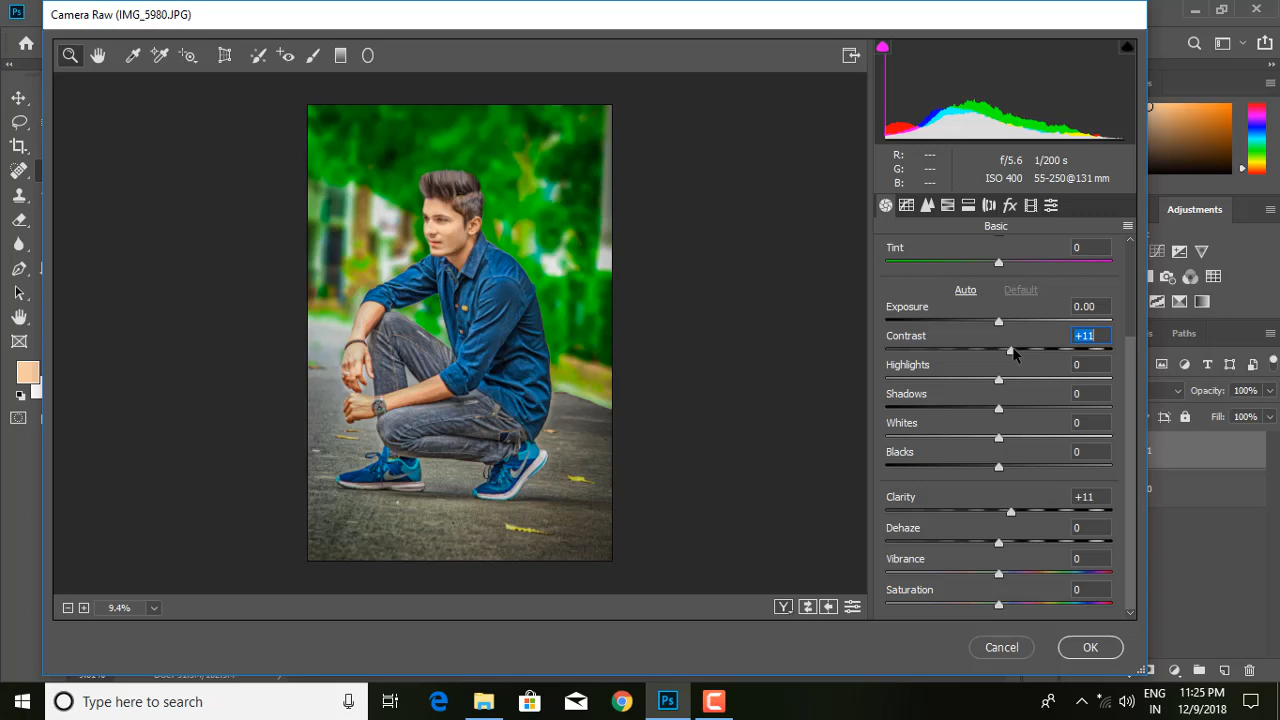 Camera Raw (IMG_5980.JPG)
R: ---
G: ---
B: ---
f/5.6 1/200 s
ISO 400 55-250@131 mm
fx
Basic
Tint 0
Auto Default
Exposure 0.00
Contrast +11
Highlights 0
Shadows 0
Whites 0
Blacks 0
Clarity +11
Dehaze 0
Vibrance 0
Saturation 0
9.4%
Y
Cancel OK
Adjustments
Paths
Opacity: 100%
Fill: 100%
Ps
Type here to search
Ps
ENG
IN
11:25 PM
12/9/2018